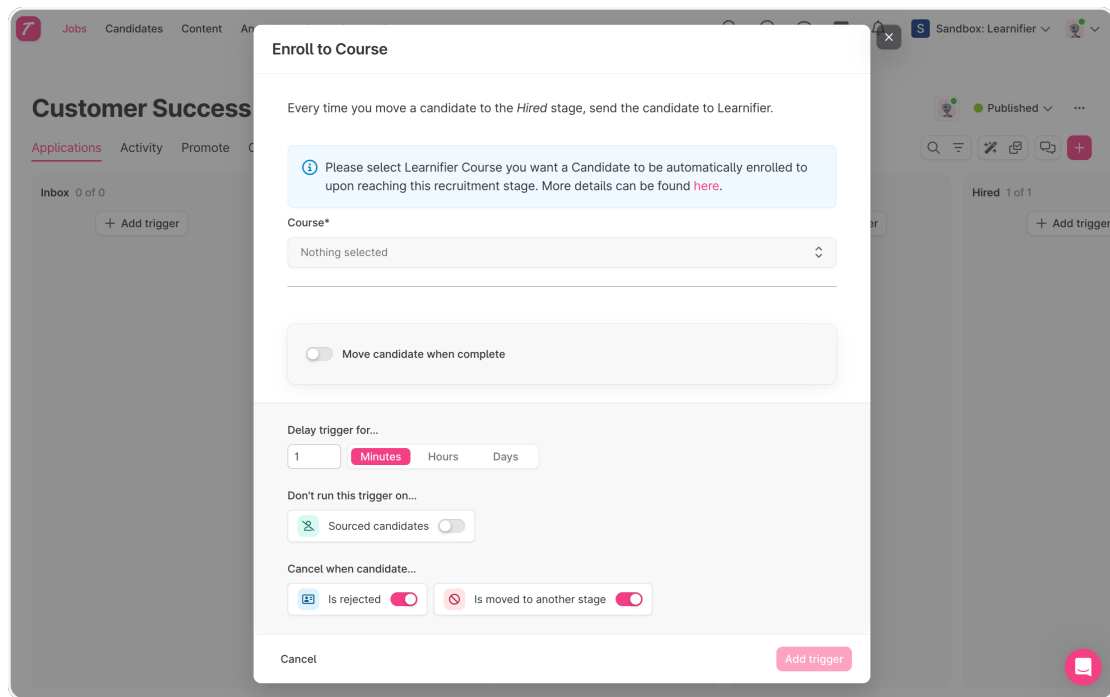 Jobs Candidates Content An
S Sandbox: Learnifier
Enroll to Course
Customer Success
Published
Applications Activity Promote
Every time you move a candidate to the Hired stage, send the candidate to Learnifier.
Please select Learnifier Course you want a Candidate to be automatically enrolled to
upon reaching this recruitment stage. More details can be found here.
Inbox 0 of 0
Hired 1 of 1
+ Add trigger
er
+ Add trigger
Course*
Nothing selected
Move candidate when complete
Delay trigger for...
1 Minutes Hours Days
Don't run this trigger on...
Sourced candidates
Cancel when candidate...
Is rejected Is moved to another stage
Cancel Add trigger